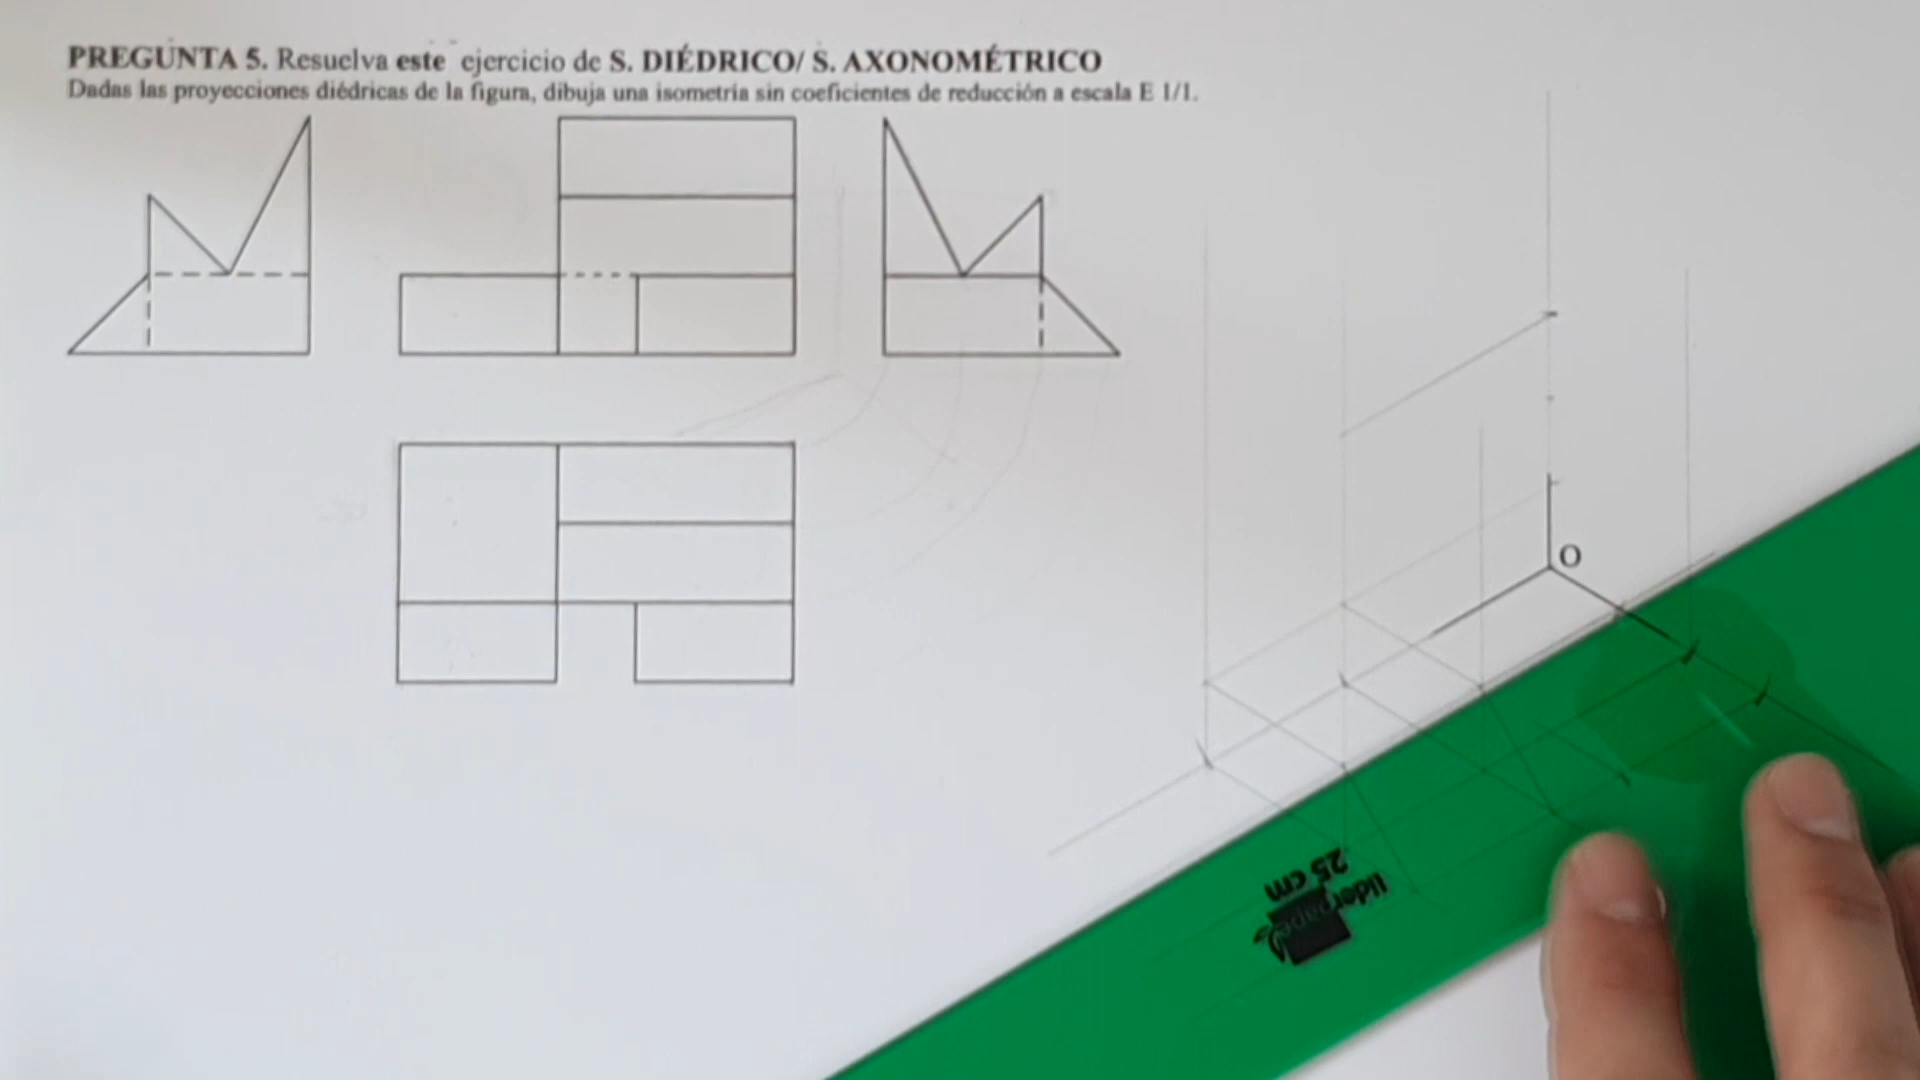 PREGUNTA 5. Resuelva este ejercicio de S. DIÉDRICO/ S. AXONOMÉTRICO
Dadas las proyecciones diédricas de la figura, dibuja una isometría sin coeficientes de reducción a escala E 1/1.
O
25 cm
liderpapel